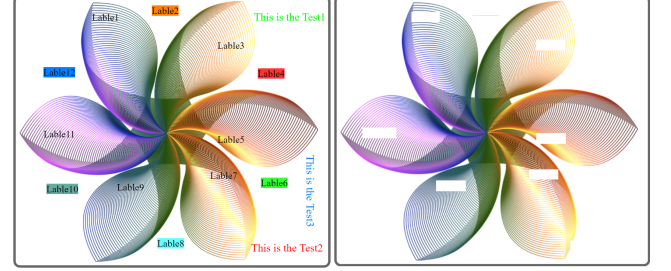 Lable1
Lable2
This is the Test1
Lable3
Lable12
Lable4
Lable11
Lable5
Lable7
Lable10
Lable9
Lable6
This is the Test3
Lable8
This is the Test2